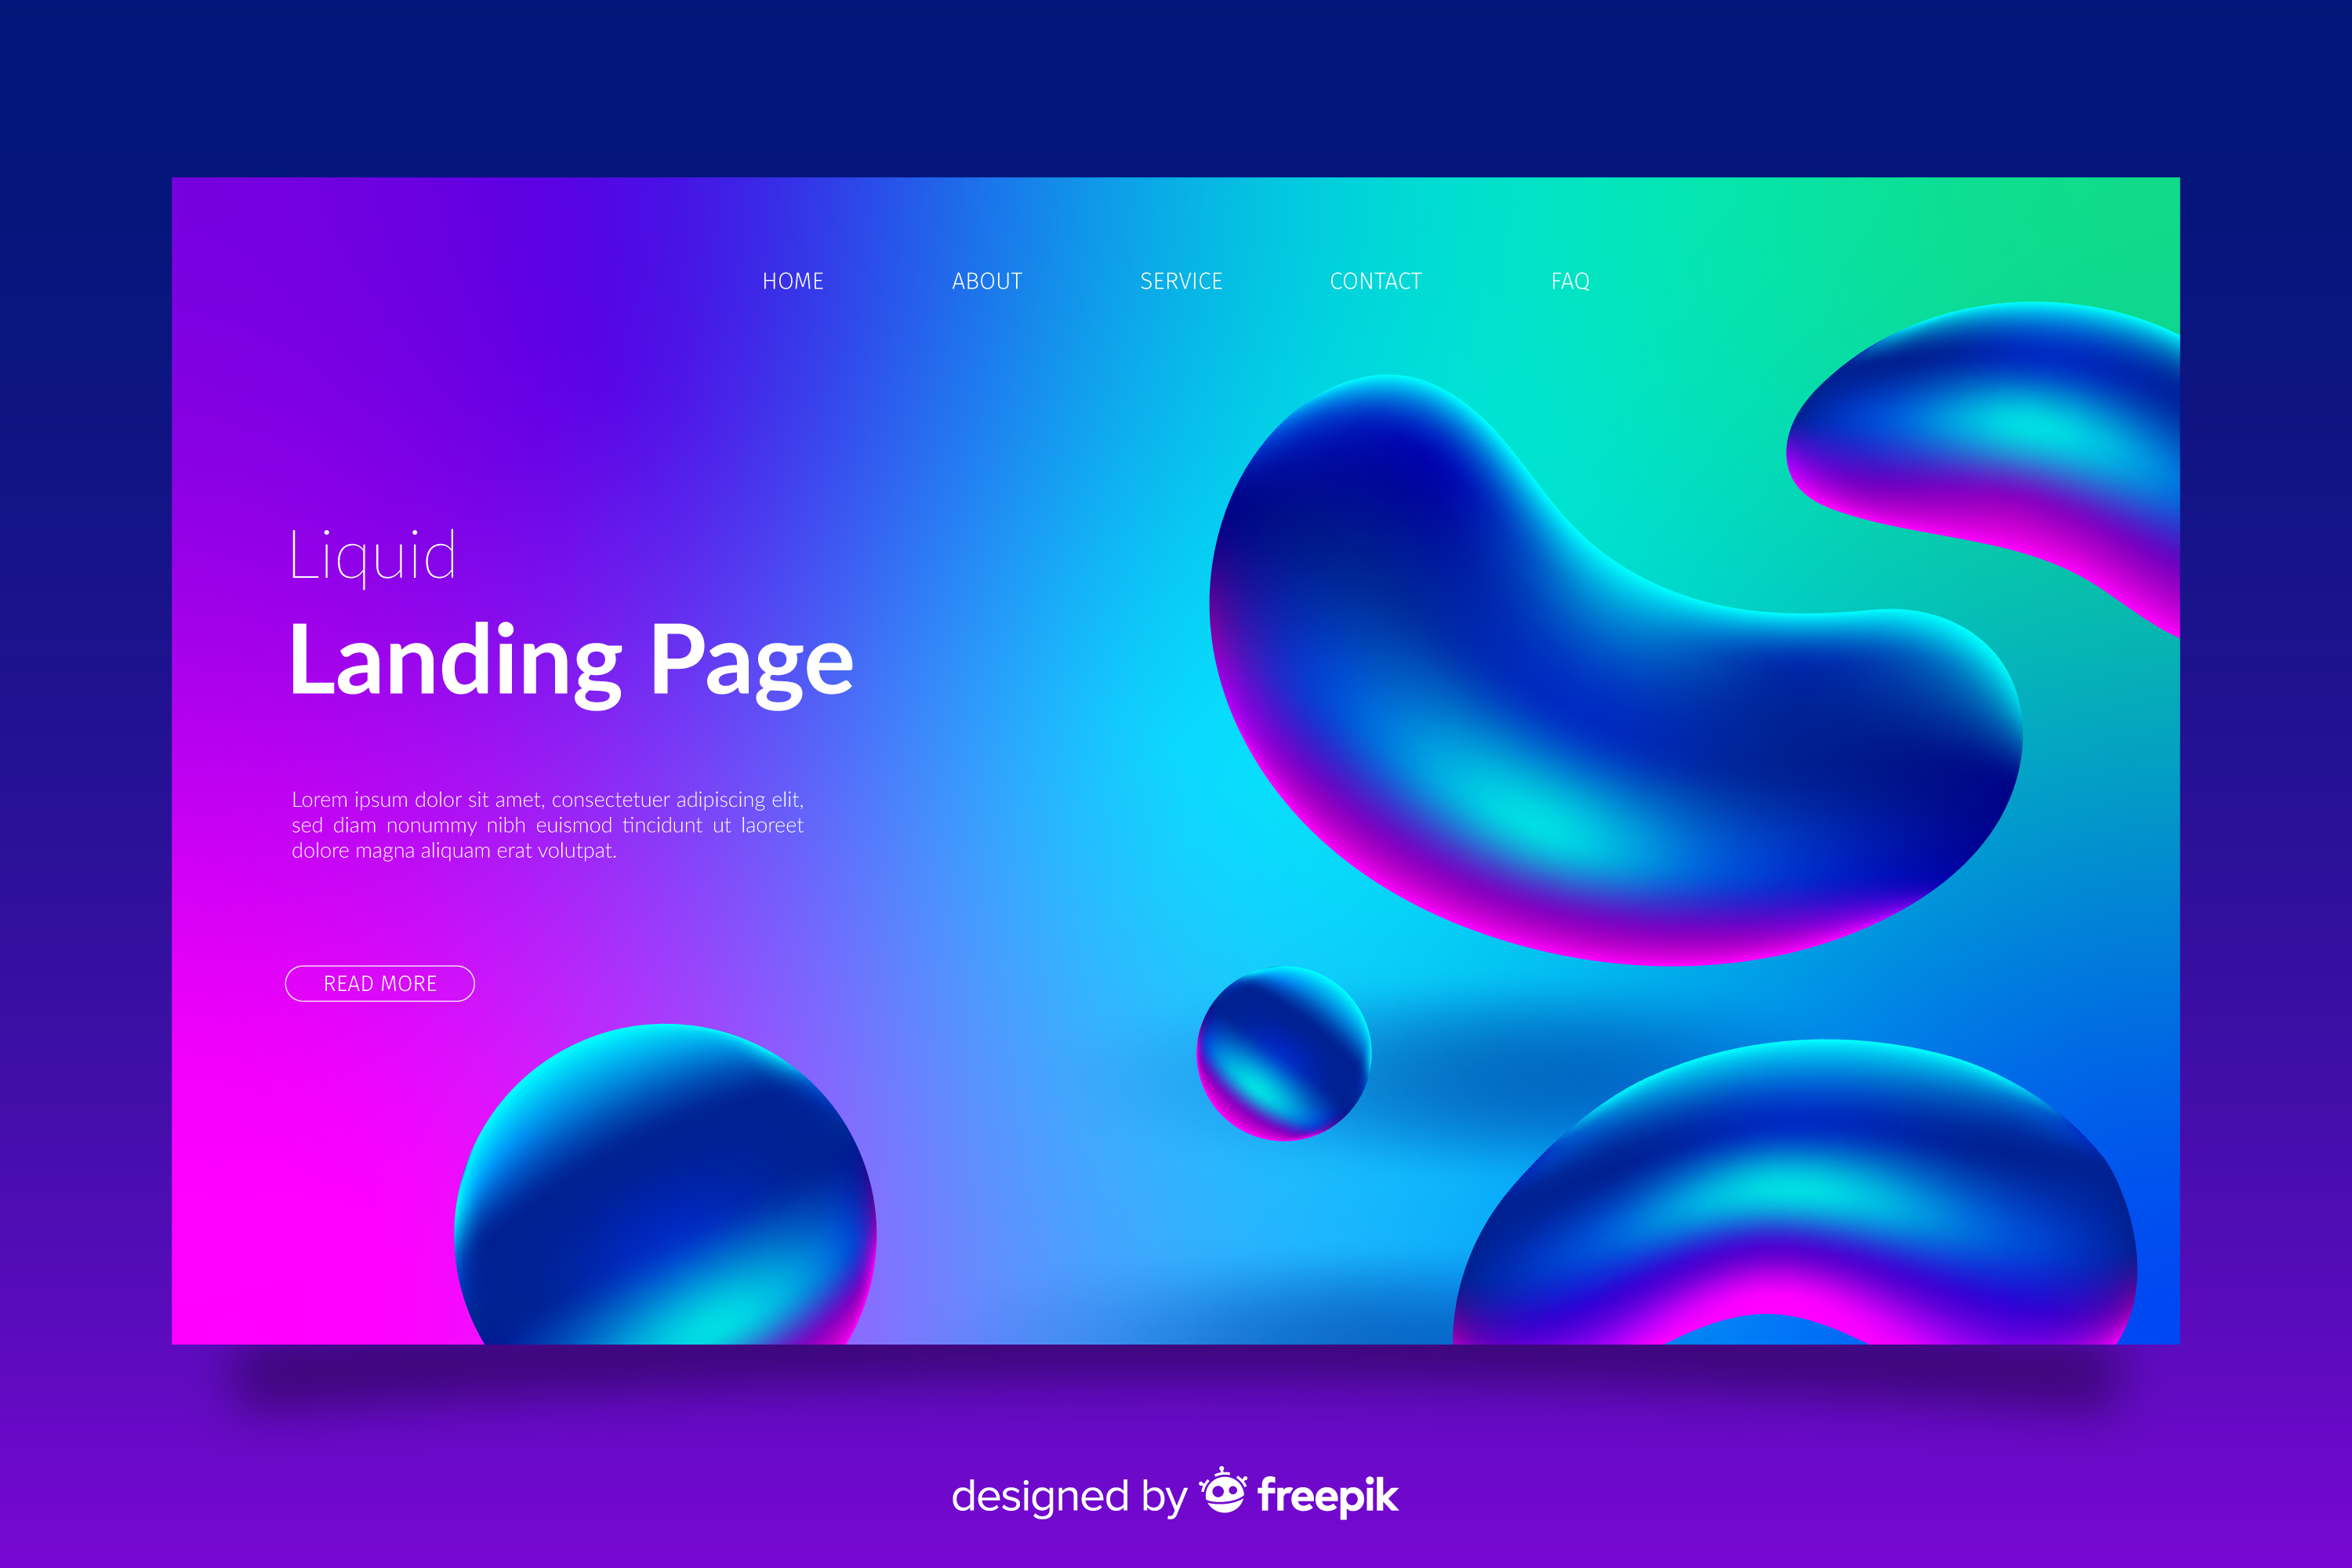 HOME ABOUT SERVICE CONTACT FAQ
Liquid
Landing Page
Lorem ipsum dolor sit amet, consectetuer adipiscing elit,
sed diam nonummy nibh euismod tincidunt ut laoreet
dolore magna aliquam erat volutpat.
READ MORE
designed by freepik